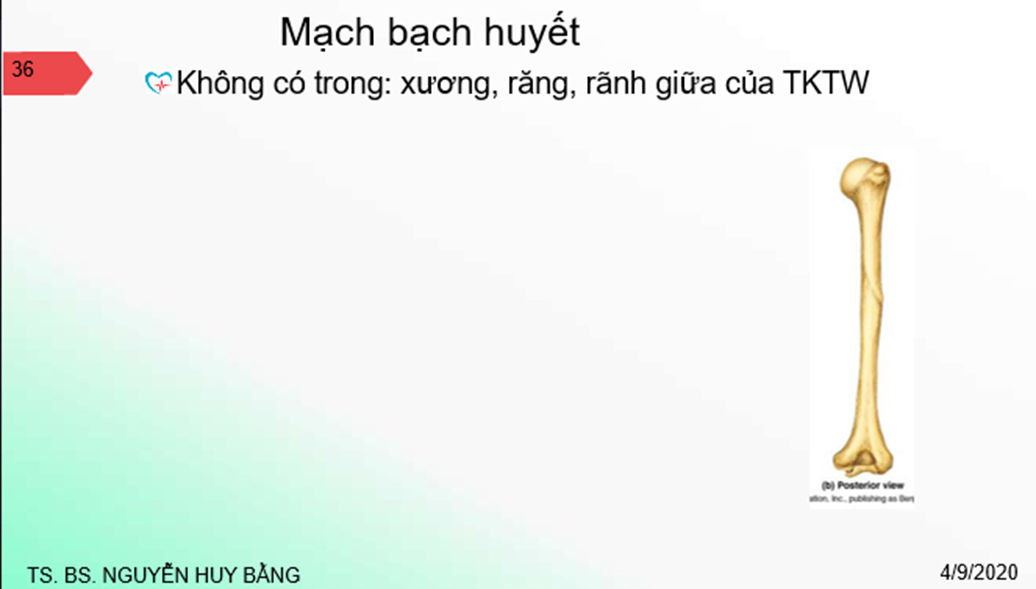 Mạch bạch huyết
36
Không có trong: xương, răng, rãnh giữa của TKTW
(b) Posterior view
ation, Inc., publishing as Ben
TS. BS. NGUYỄN HUY BẰNG
4/9/2020